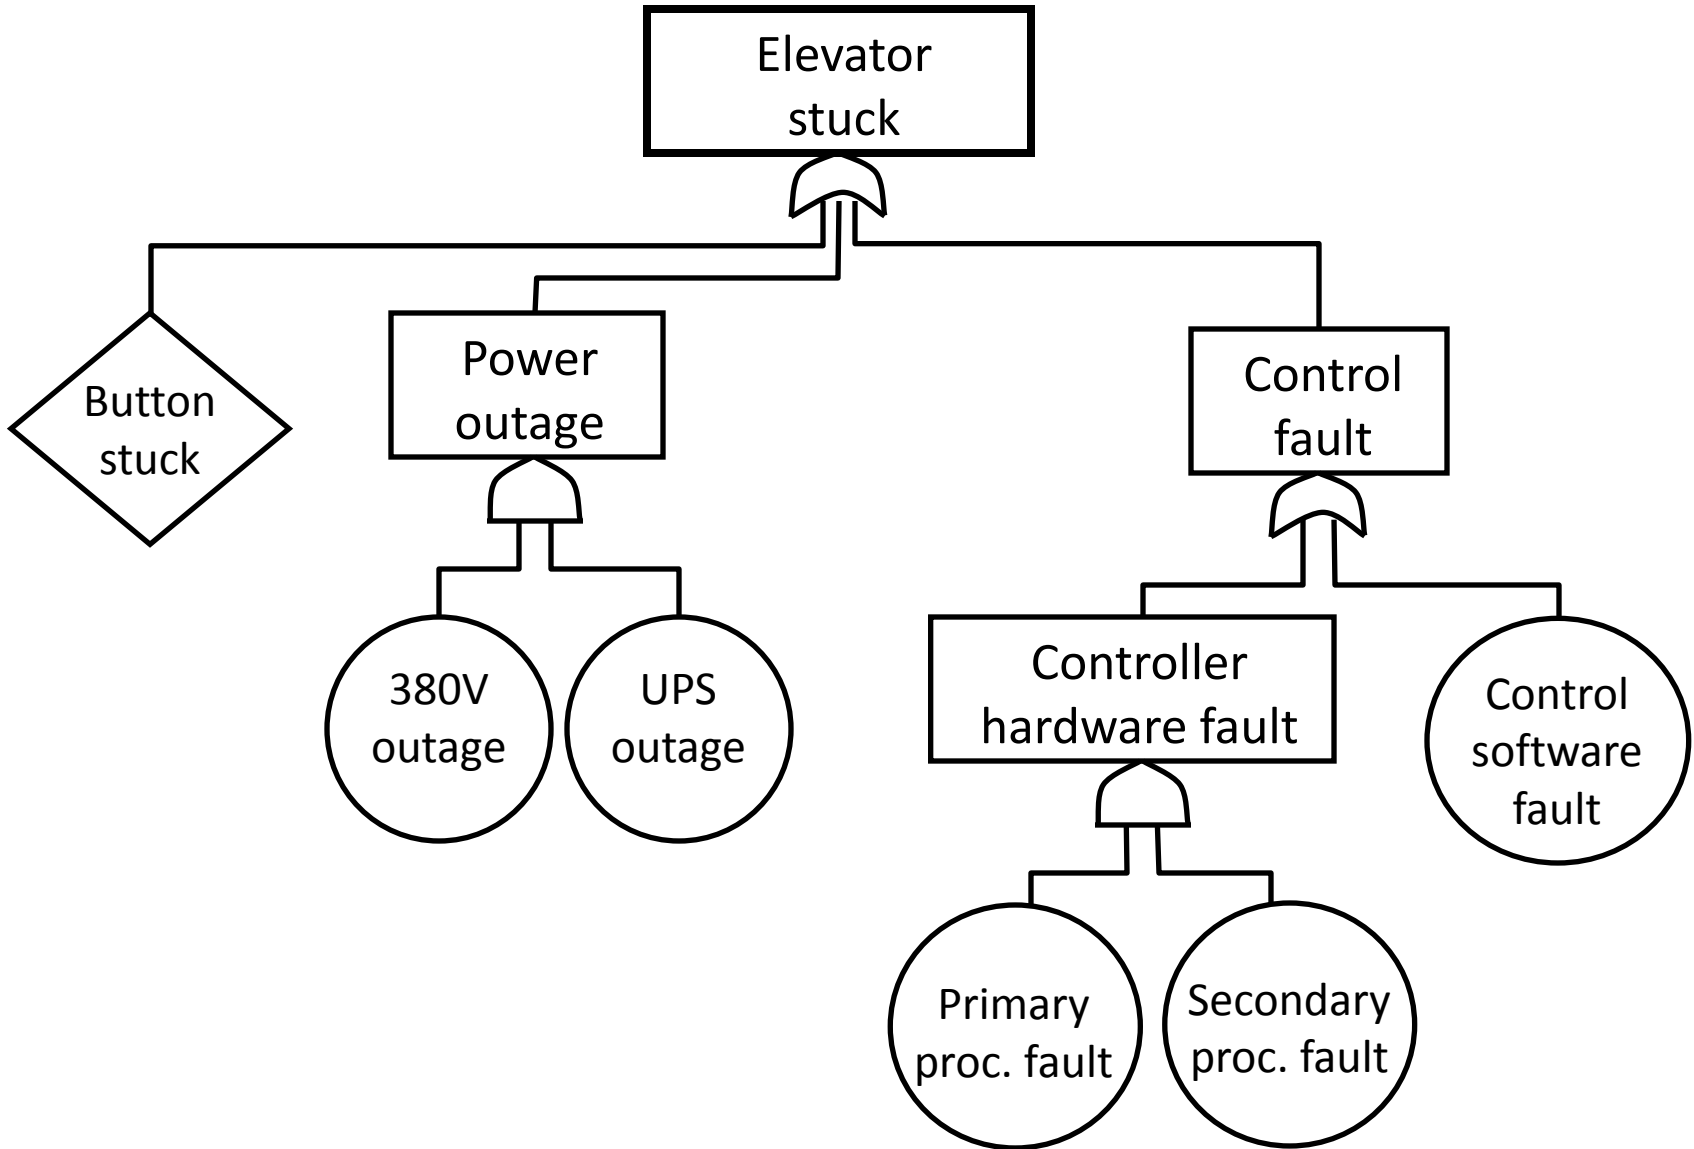 Elevator
stuck
Button
stuck
Power
outage
Control
fault
380V
outage
UPS
outage
Controller
hardware fault
Control
software
fault
Primary
proc. fault
Secondary
proc. fault